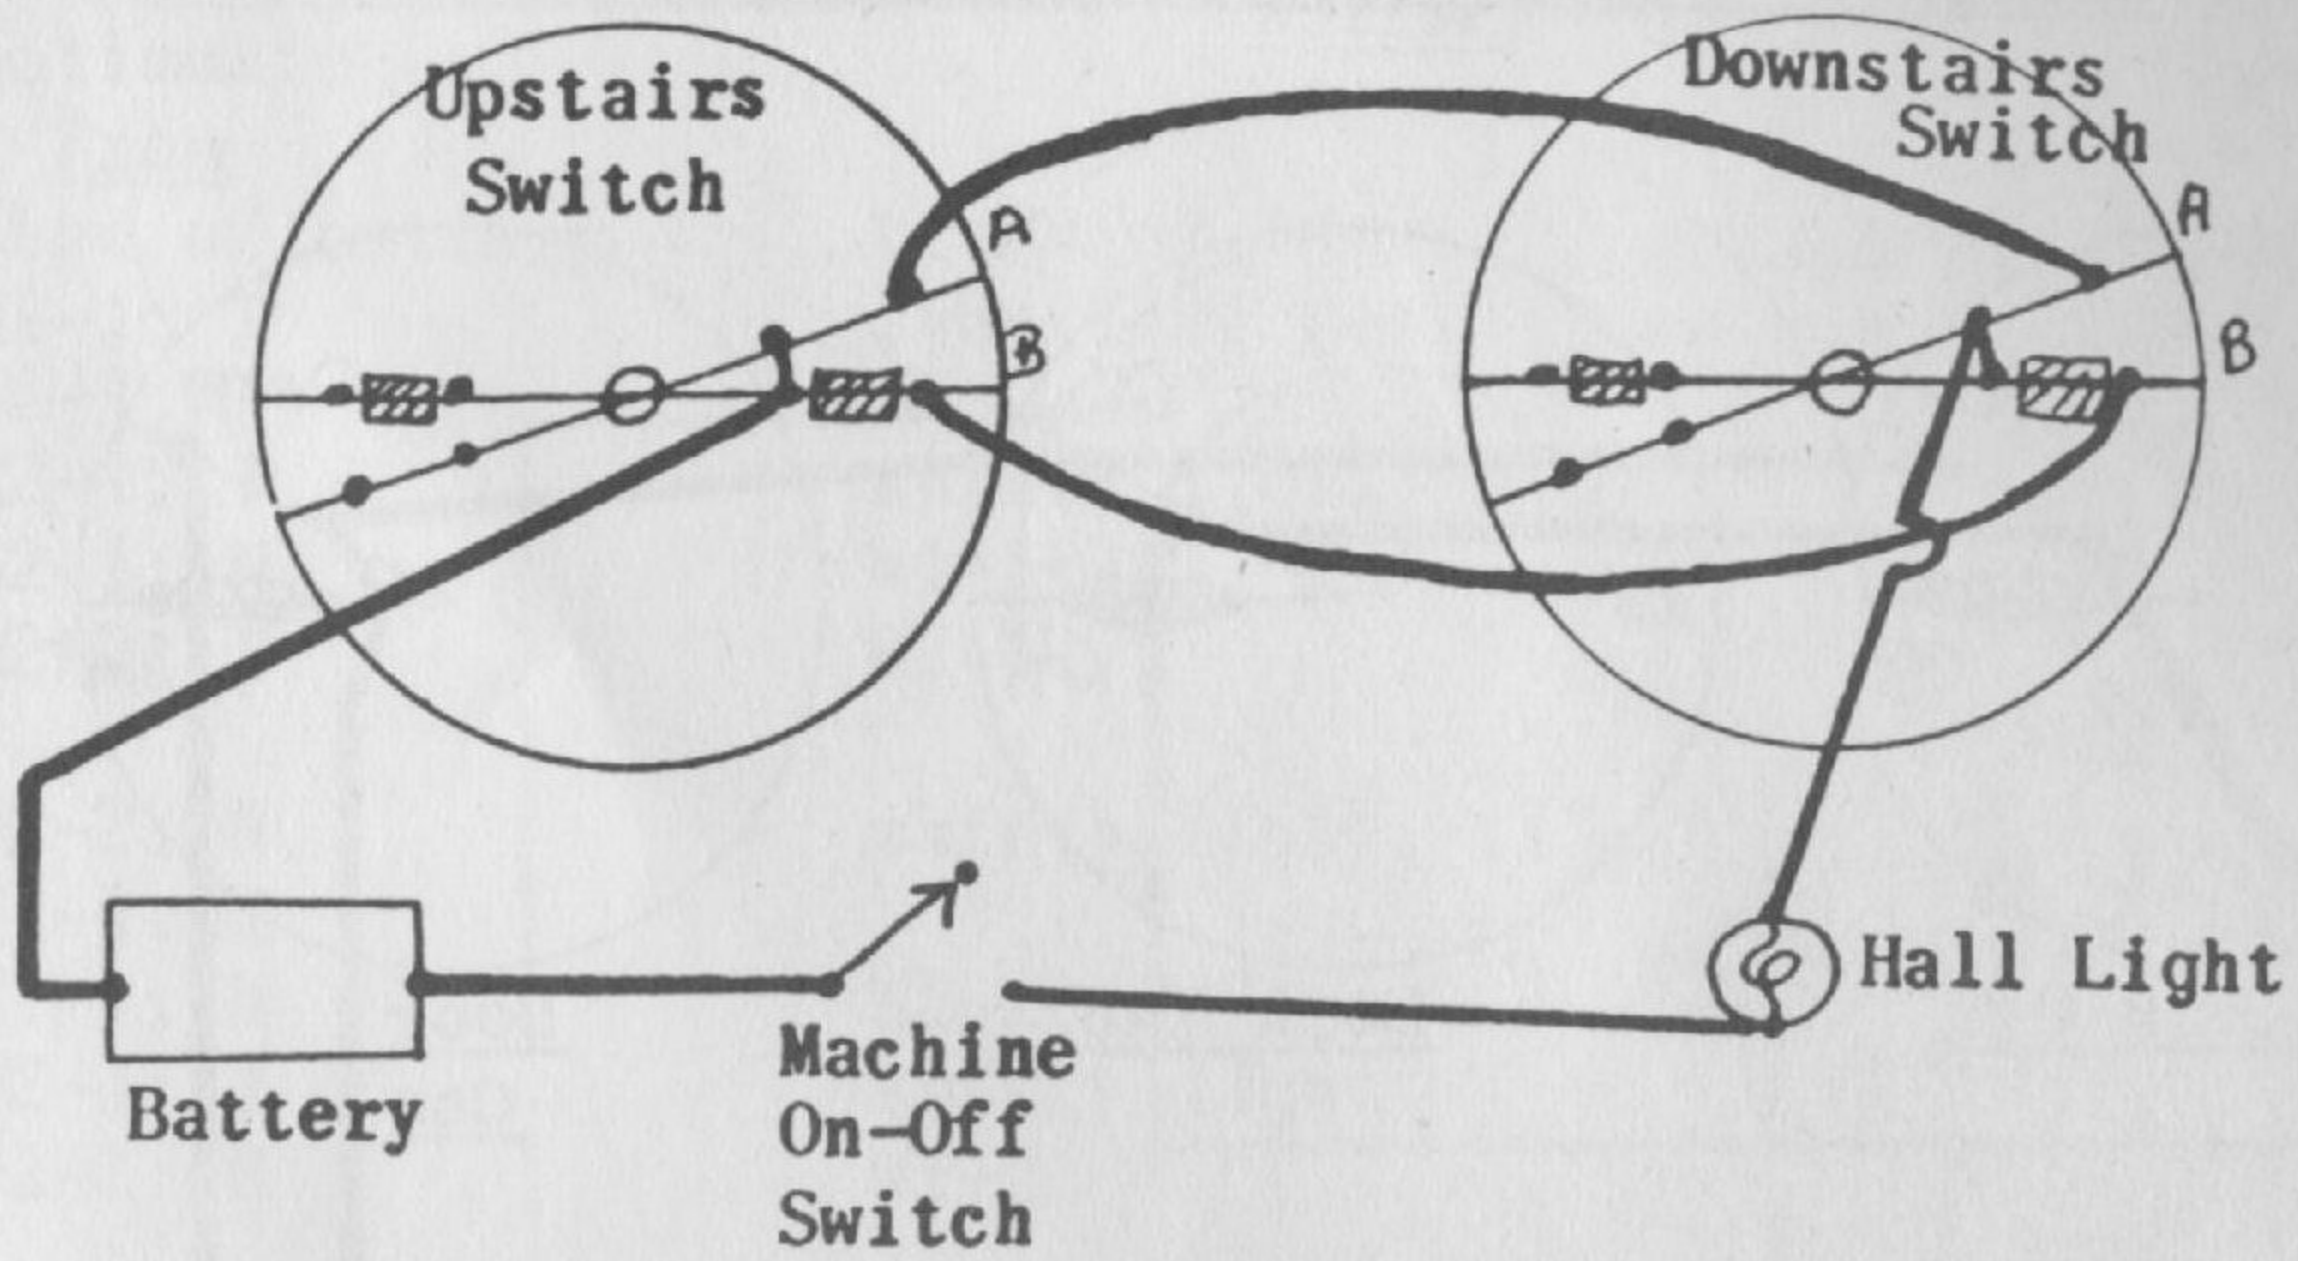 Upstairs
Switch
A
B
Downstairs
Switch
A
B
Battery
Machine
On-Off
Switch
Hall Light